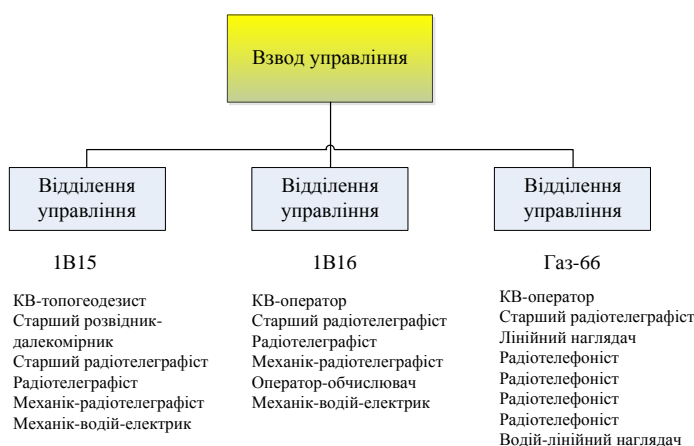 Взвод управління
Відділення
управління
Відділення
управління
Відділення
управління
1В15
1В16
Газ-66
КВ-топогеодезист
Старший розвідник-
далекомірник
Старший радіотелеграфіст
Радіотелеграфіст
Механік-радіотелеграфіст
Механік-водій-електрик
КВ-оператор
Старший радіотелеграфіст
Радіотелеграфіст
Механік-радіотелеграфіст
Оператор-обчислювач
Механік-водій-електрик
КВ-оператор
Старший радіотелеграфіст
Лінійний наглядач
Радіотелефоніст
Радіотелефоніст
Радіотелефоніст
Радіотелефоніст
Водій-лінійний наглядач